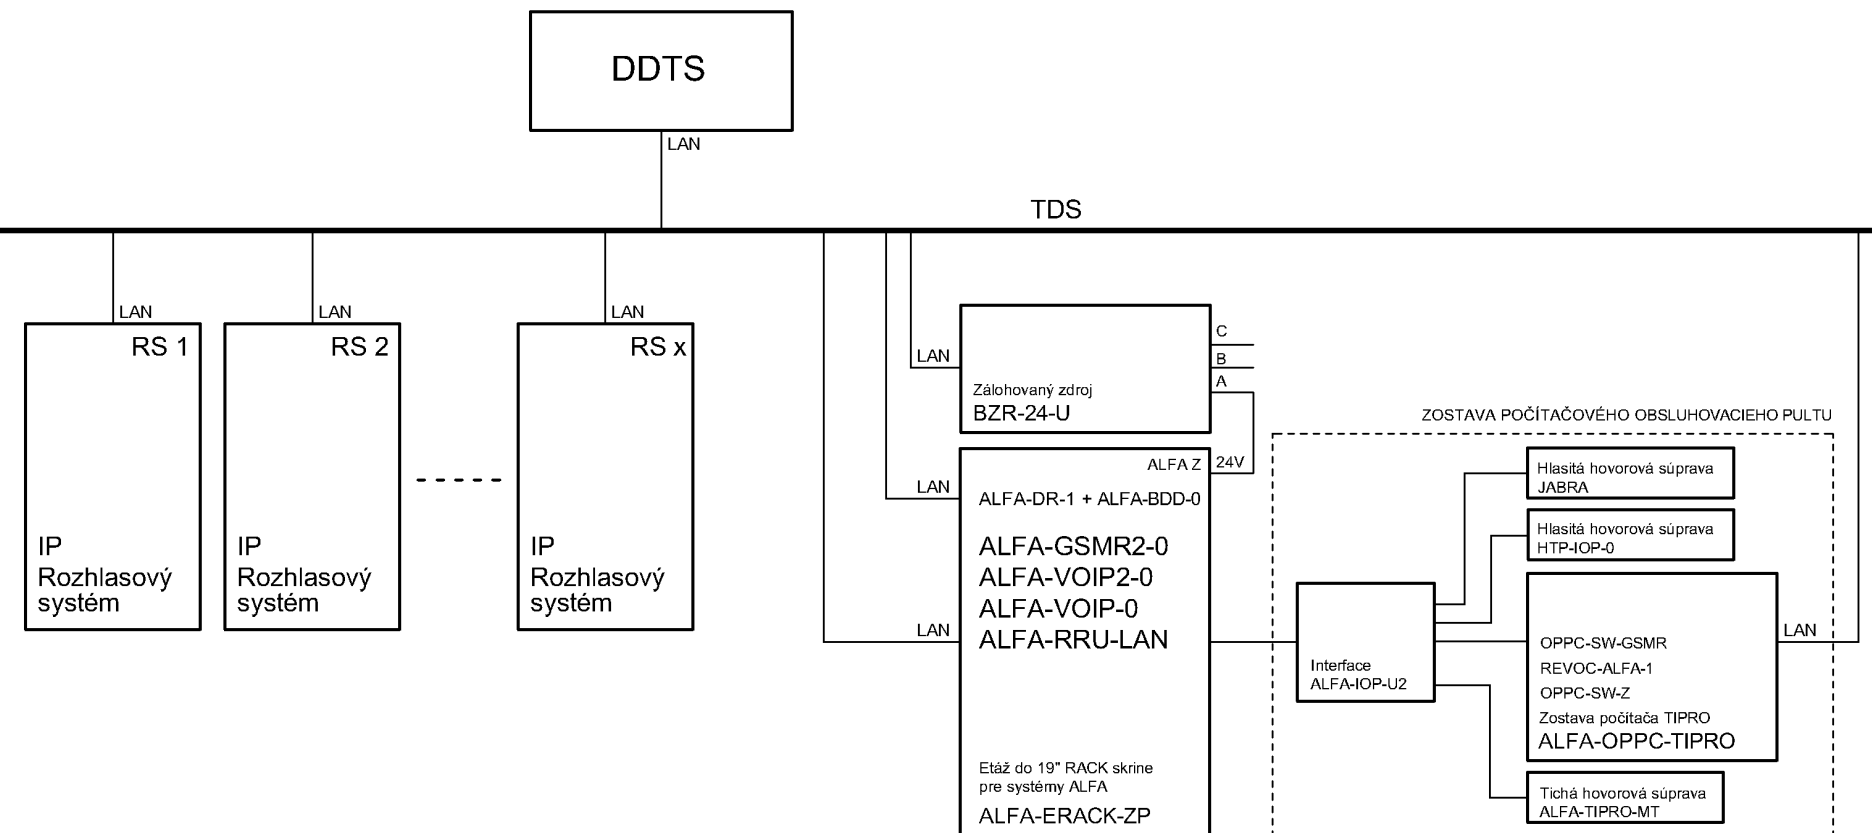 DDTS
LAN
TDS
LAN
RS 1
IP
Rozhlasový
systém
LAN
RS 2
IP
Rozhlasový
systém
LAN
RS x
IP
Rozhlasový
systém
LAN
C
B
A
Zálohovaný zdroj
BZR-24-U
ALFA Z
24V
LAN
ALFA-DR-1 + ALFA-BDD-0
ALFA-GSMR2-0
ALFA-VOIP2-0
ALFA-VOIP-0
LAN
ALFA-RRU-LAN
Etáž do 19" RACK skrine
pre systémy ALFA
ALFA-ERACK-ZP
ZOSTAVA POČÍTAČOVÉHO OBSLUHOVACIEHO PULTU
Hlasitá hovorová súprava
JABRA
Hlasitá hovorová súprava
HTP-IOP-0
Interface
ALFA-IOP-U2
LAN
OPPC-SW-GSMR
REVOC-ALFA-1
OPPC-SW-Z
Zostava počítača TIPRO
ALFA-OPPC-TIPRO
Tichá hovorová súprava
ALFA-TIPRO-MT